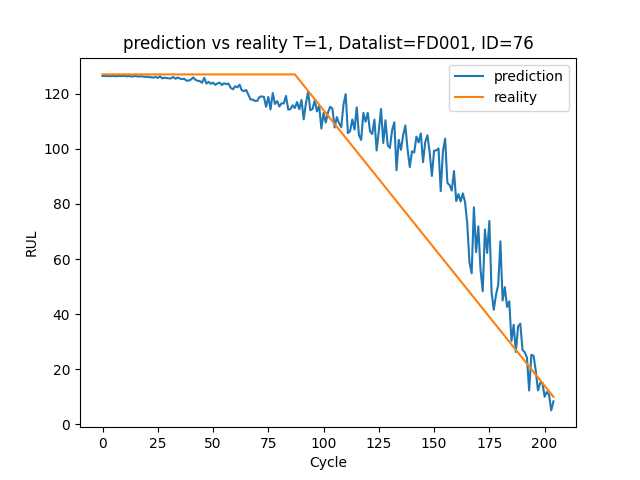 prediction vs reality T=1, Datalist=FD001, ID=76
prediction
reality
RUL
120
100
80
60
40
20
0
0 25 50 75 100 125 150 175 200
Cycle